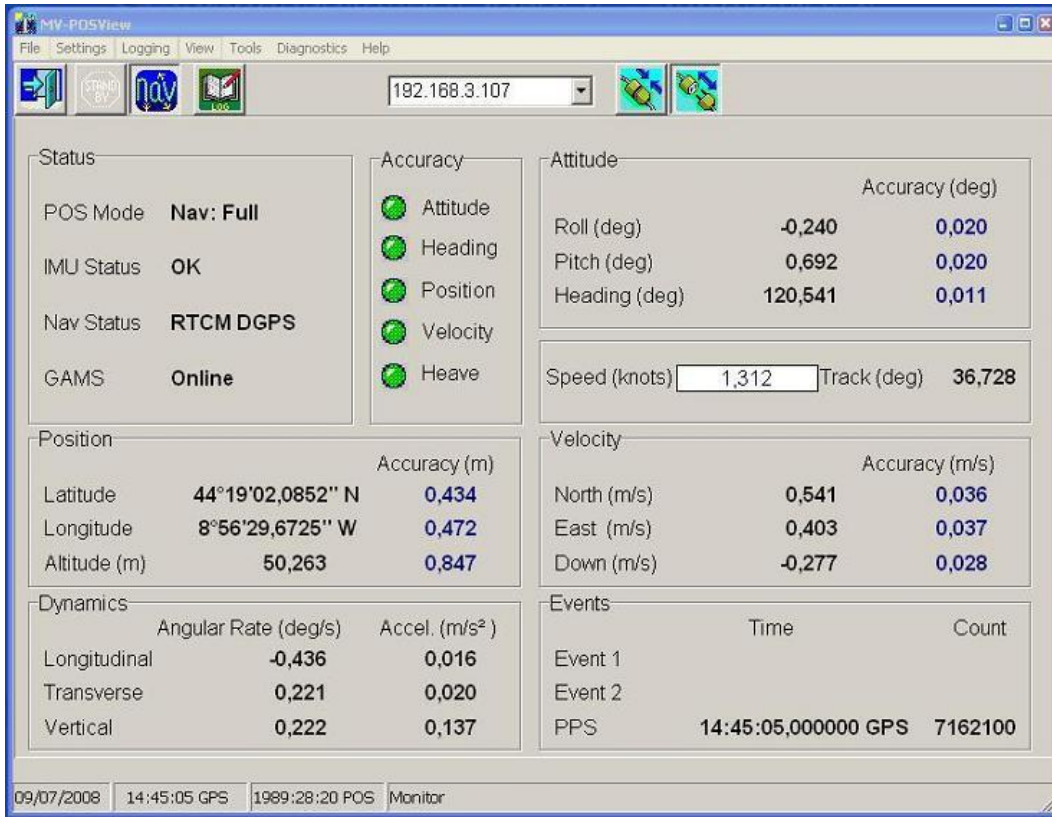 MV-POSView
File Settings Logging View Tools Diagnostics Help
STAND BY nav LOG 192.168.3.107
Status
POS Mode Nav: Full
IMU Status OK
Nav Status RTCM DGPS
GAMS Online
Accuracy
Attitude
Heading
Position
Velocity
Heave
Attitude
Accuracy (deg)
Roll (deg) -0,240 0,020
Pitch (deg) 0,692 0,020
Heading (deg) 120,541 0,011
Speed (knots) 1,312 Track (deg) 36,728
Position
Accuracy (m)
Latitude 44°19'02,0852'' N 0,434
Longitude 8°56'29,6725'' W 0,472
Altitude (m) 50,263 0,847
Velocity
Accuracy (m/s)
North (m/s) 0,541 0,036
East (m/s) 0,403 0,037
Down (m/s) -0,277 0,028
Dynamics
Angular Rate (deg/s) Accel. (m/s²)
Longitudinal -0,436 0,016
Transverse 0,221 0,020
Vertical 0,222 0,137
Events
Time Count
Event 1
Event 2
PPS 14:45:05,000000 GPS 7162100
09/07/2008 14:45:05 GPS 1989:28:20 POS Monitor